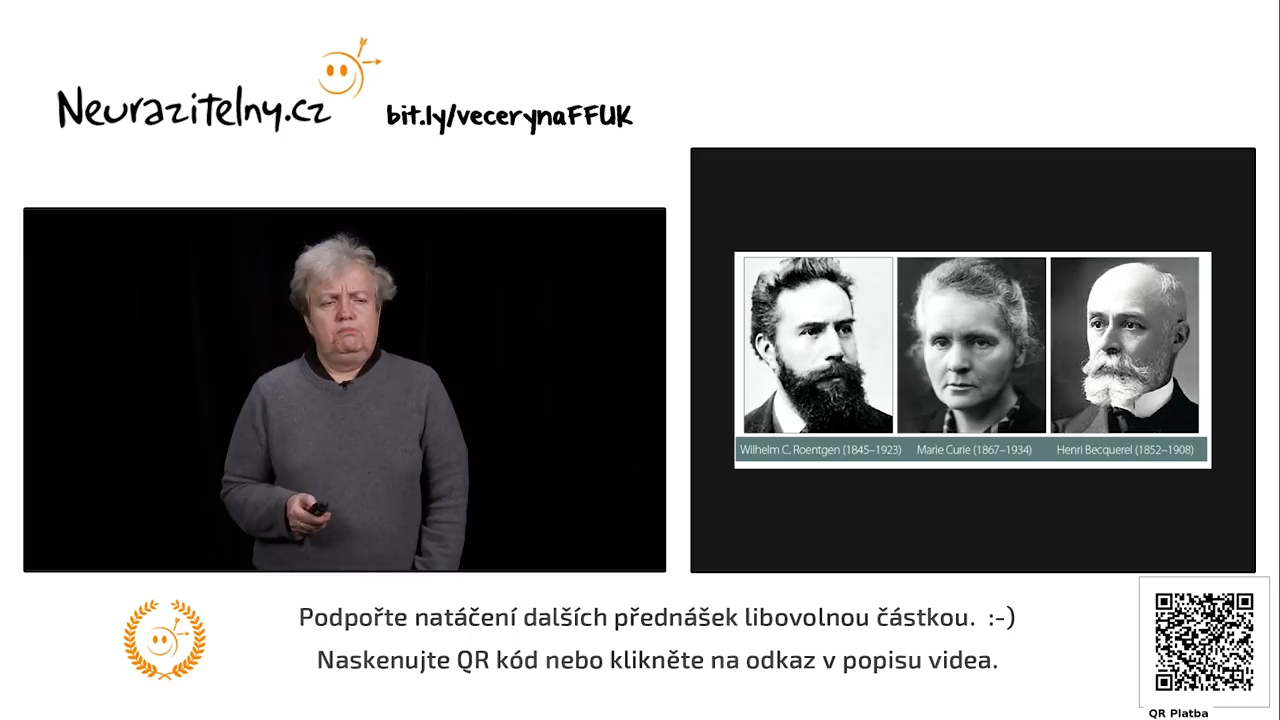 Neurazitelny.cz
bit.ly/vecerynaFFUK
Wilhelm C. Roentgen (1845–1923) Marie Curie (1867–1934) Henri Becquerel (1852–1908)
Podpořte natáčení dalších přednášek libovolnou částkou. :-)
Naskenujte QR kód nebo klikněte na odkaz v popisu videa.
QR Platba